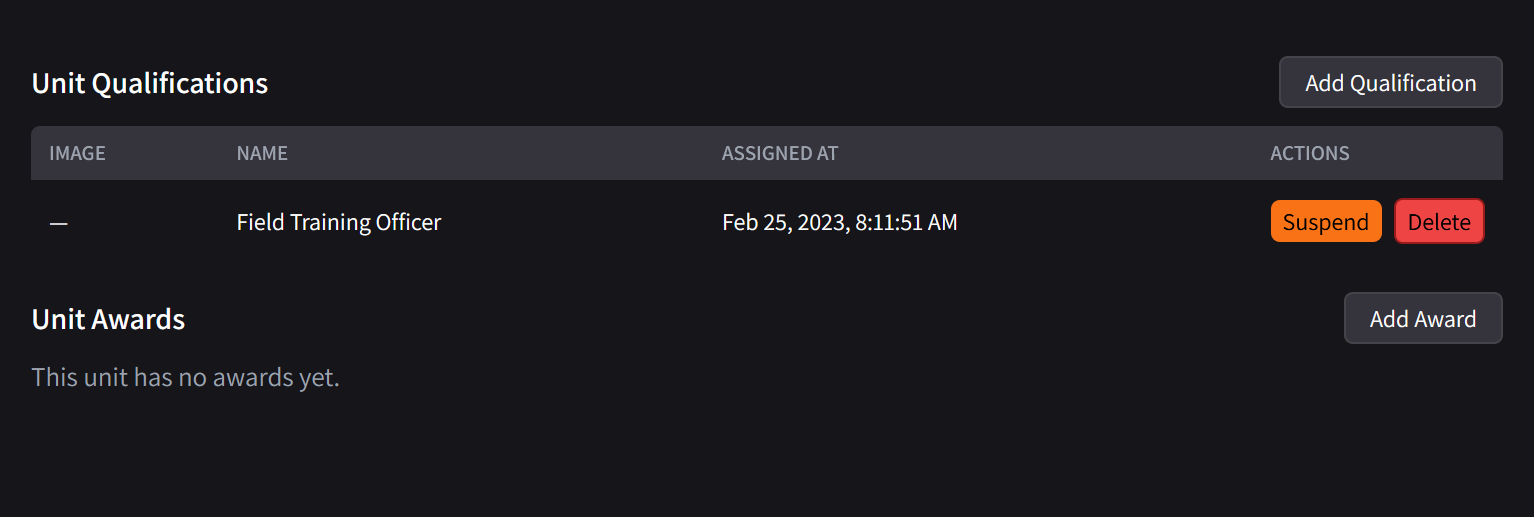 Unit Qualifications Add Qualification
IMAGE NAME ASSIGNED AT ACTIONS
— Field Training Officer Feb 25, 2023, 8:11:51 AM Suspend Delete
Unit Awards Add Award
This unit has no awards yet.